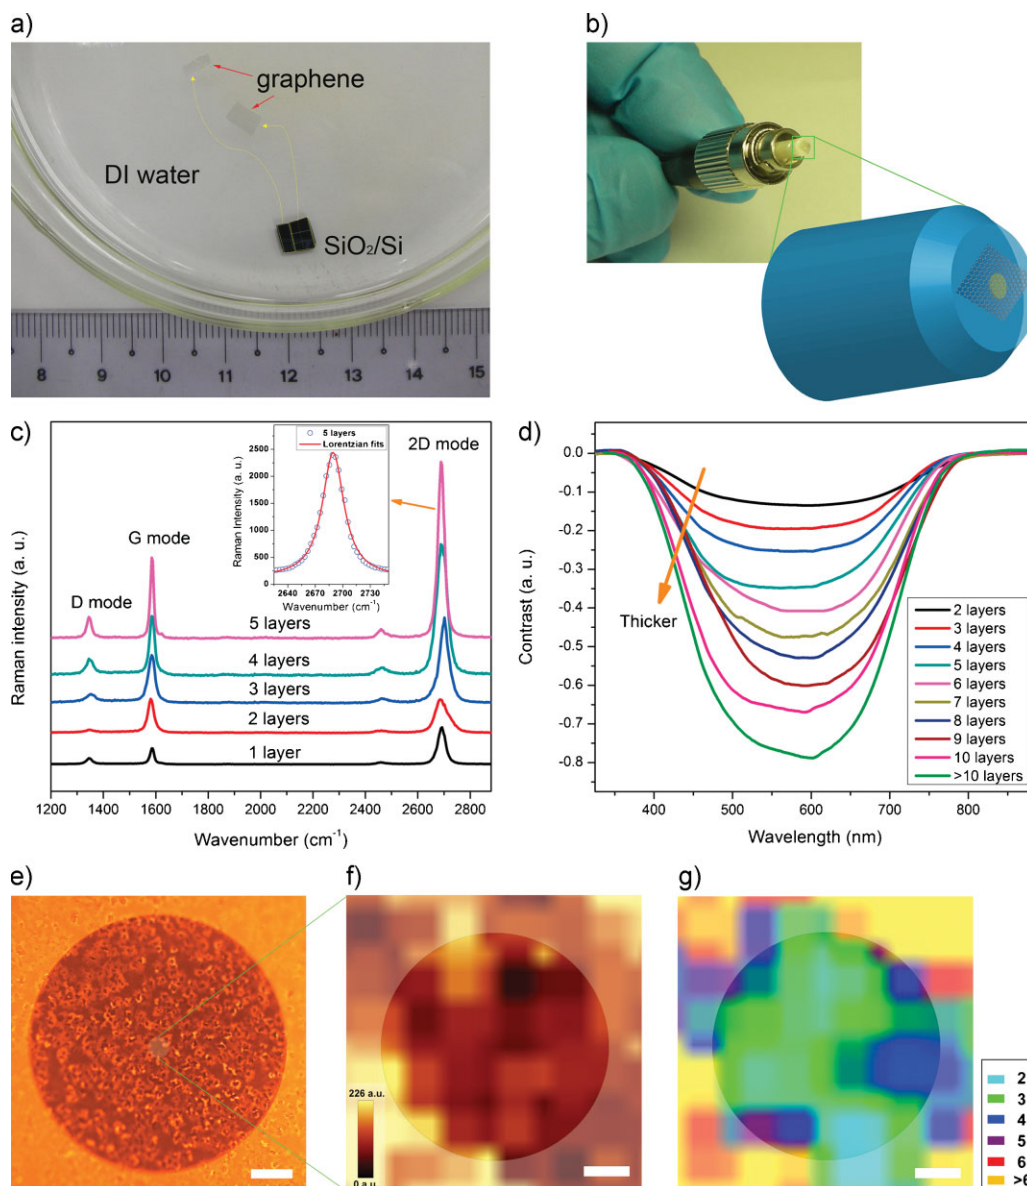 a)
b)
graphene
DI water
SiO₂/Si
8 9 10 11 12 13 14 15
c)
5 layers
Lorentzian fits
2D mode
2500
2000
1500
1000
500
0
Raman Intensity (a. u.)
2640 2670 2700 2730
Wavenumber (cm⁻¹)
G mode
D mode
5 layers
4 layers
3 layers
2 layers
1 layer
Raman intensity (a. u.)
1200 1400 1600 1800 2000 2200 2400 2600 2800
Wavenumber (cm⁻¹)
d)
0.0
-0.1
-0.2
-0.3
-0.4
-0.5
-0.6
-0.7
-0.8
Contrast (a. u.)
Thicker
2 layers
3 layers
4 layers
5 layers
6 layers
7 layers
8 layers
9 layers
10 layers
>10 layers
400 500 600 700 800
Wavelength (nm)
e)
f)
226 a.u.
0 a.u.
g)
2
3
4
5
6
>6